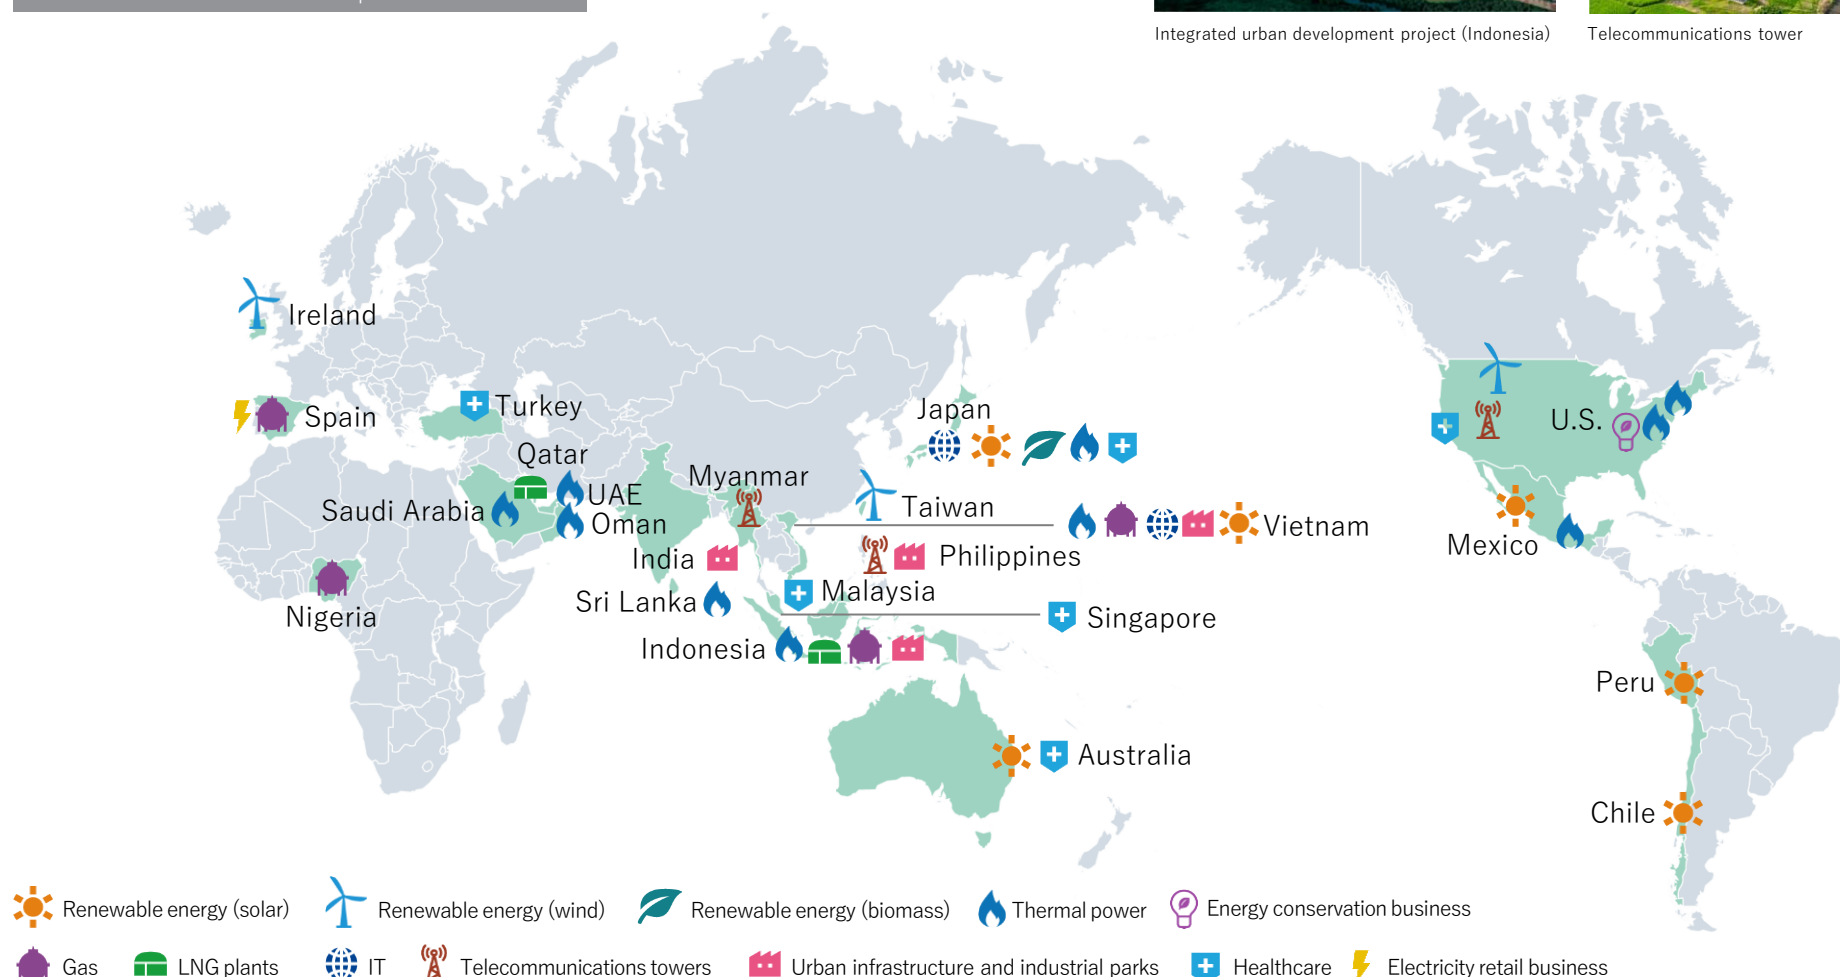 Integrated urban development project (Indonesia)
Telecommunications tower
Ireland
Spain
Turkey
Qatar
UAE
Saudi Arabia
Oman
Nigeria
Myanmar
India
Sri Lanka
Indonesia
Japan
Taiwan
Vietnam
Philippines
Malaysia
Singapore
Australia
U.S.
Mexico
Peru
Chile
Renewable energy (solar)
Renewable energy (wind)
Renewable energy (biomass)
Thermal power
Energy conservation business
Gas
LNG plants
IT
Telecommunications towers
Urban infrastructure and industrial parks
Healthcare
Electricity retail business